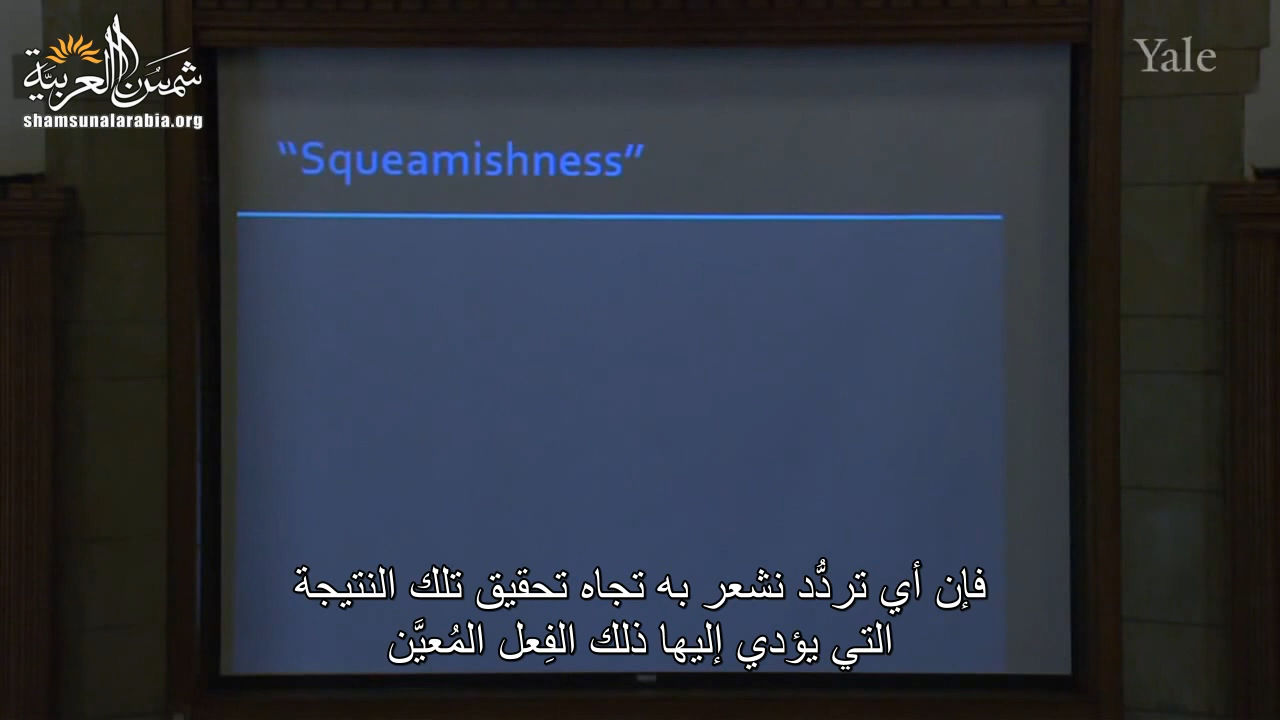 شمس العربية
shamsunalarabia.org
Yale
“Squeamishness”
فإن أي تردُّد نشعر به تجاه تحقيق تلك النتيجة
التي يؤدي إليها ذلك الفِعل المُعيَّن